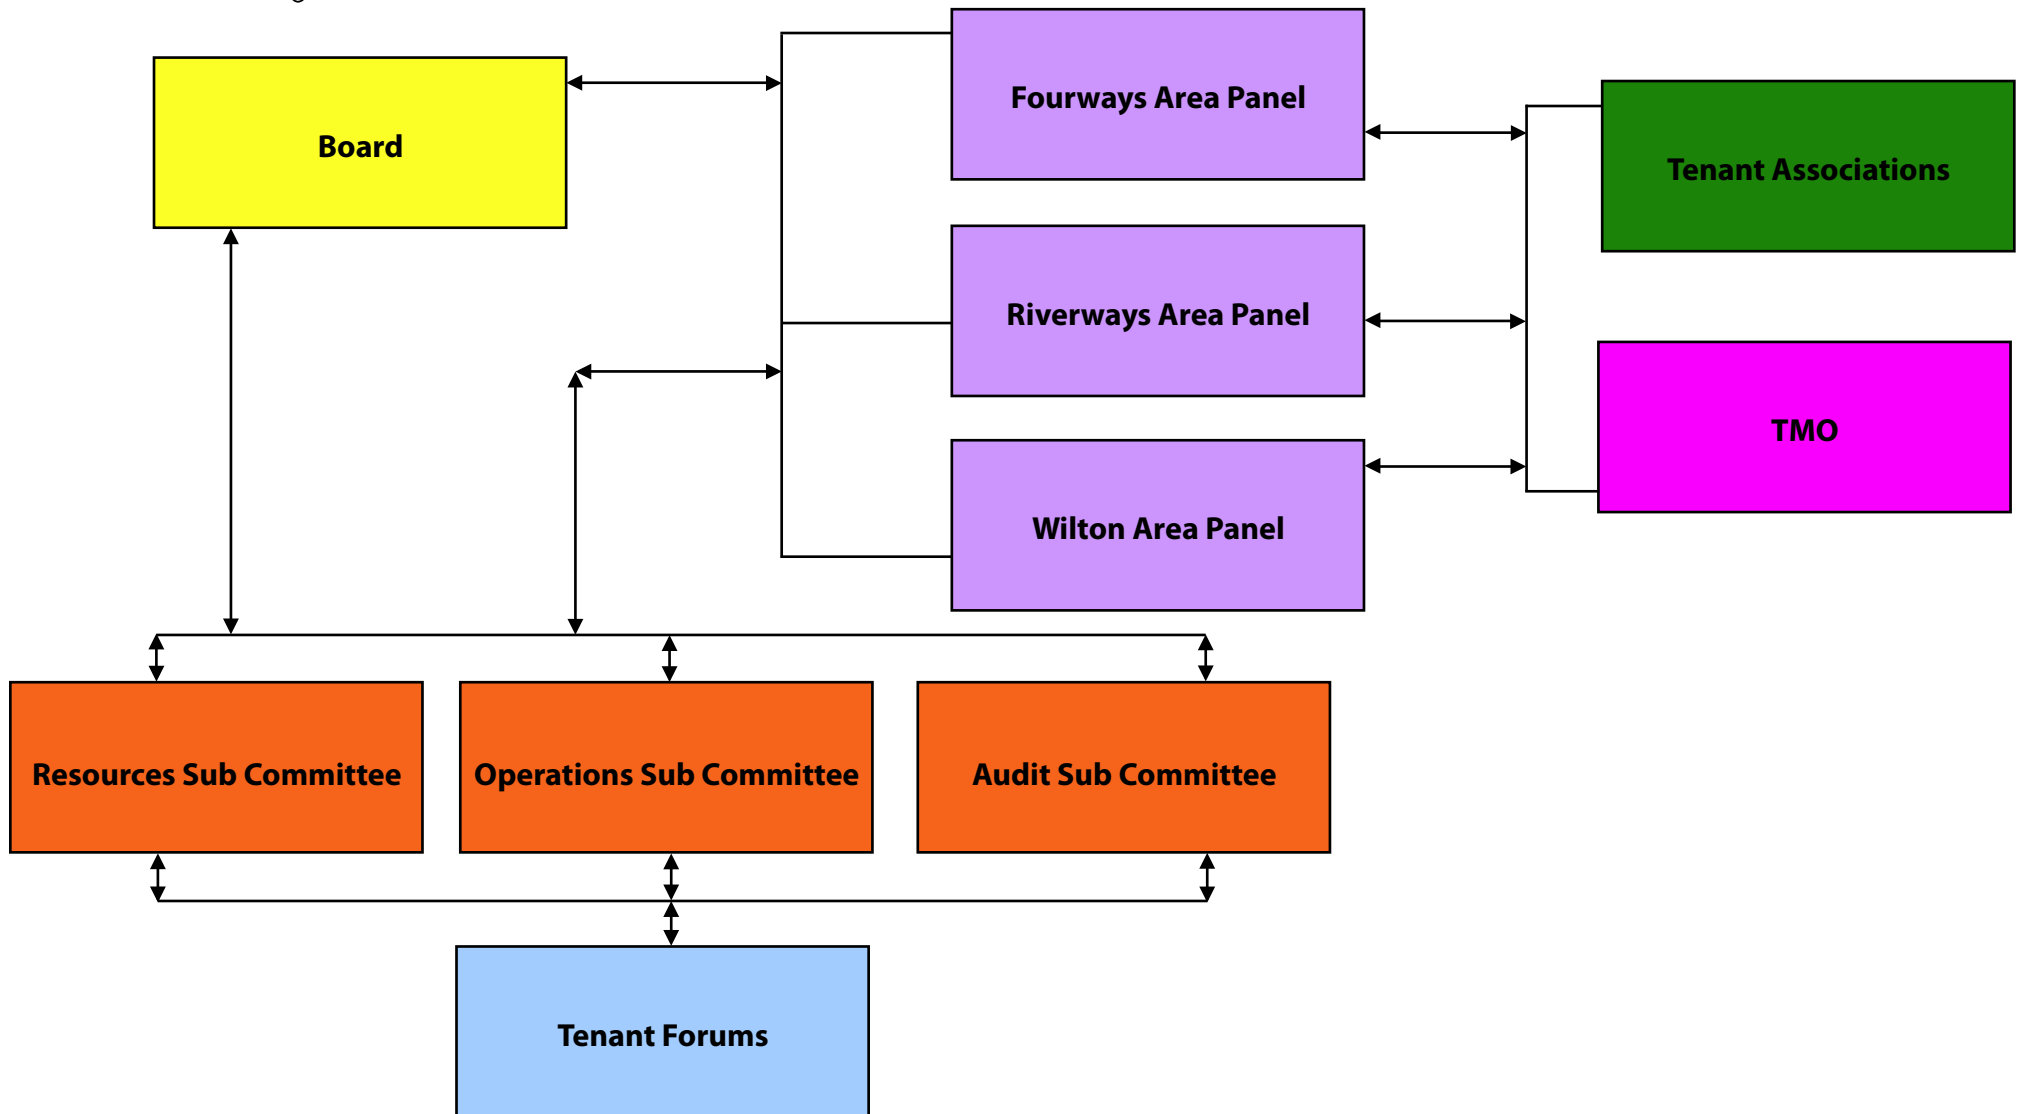 Board
Fourways Area Panel
Tenant Associations
Riverways Area Panel
TMO
Wilton Area Panel
Resources Sub Committee
Operations Sub Committee
Audit Sub Committee
Tenant Forums